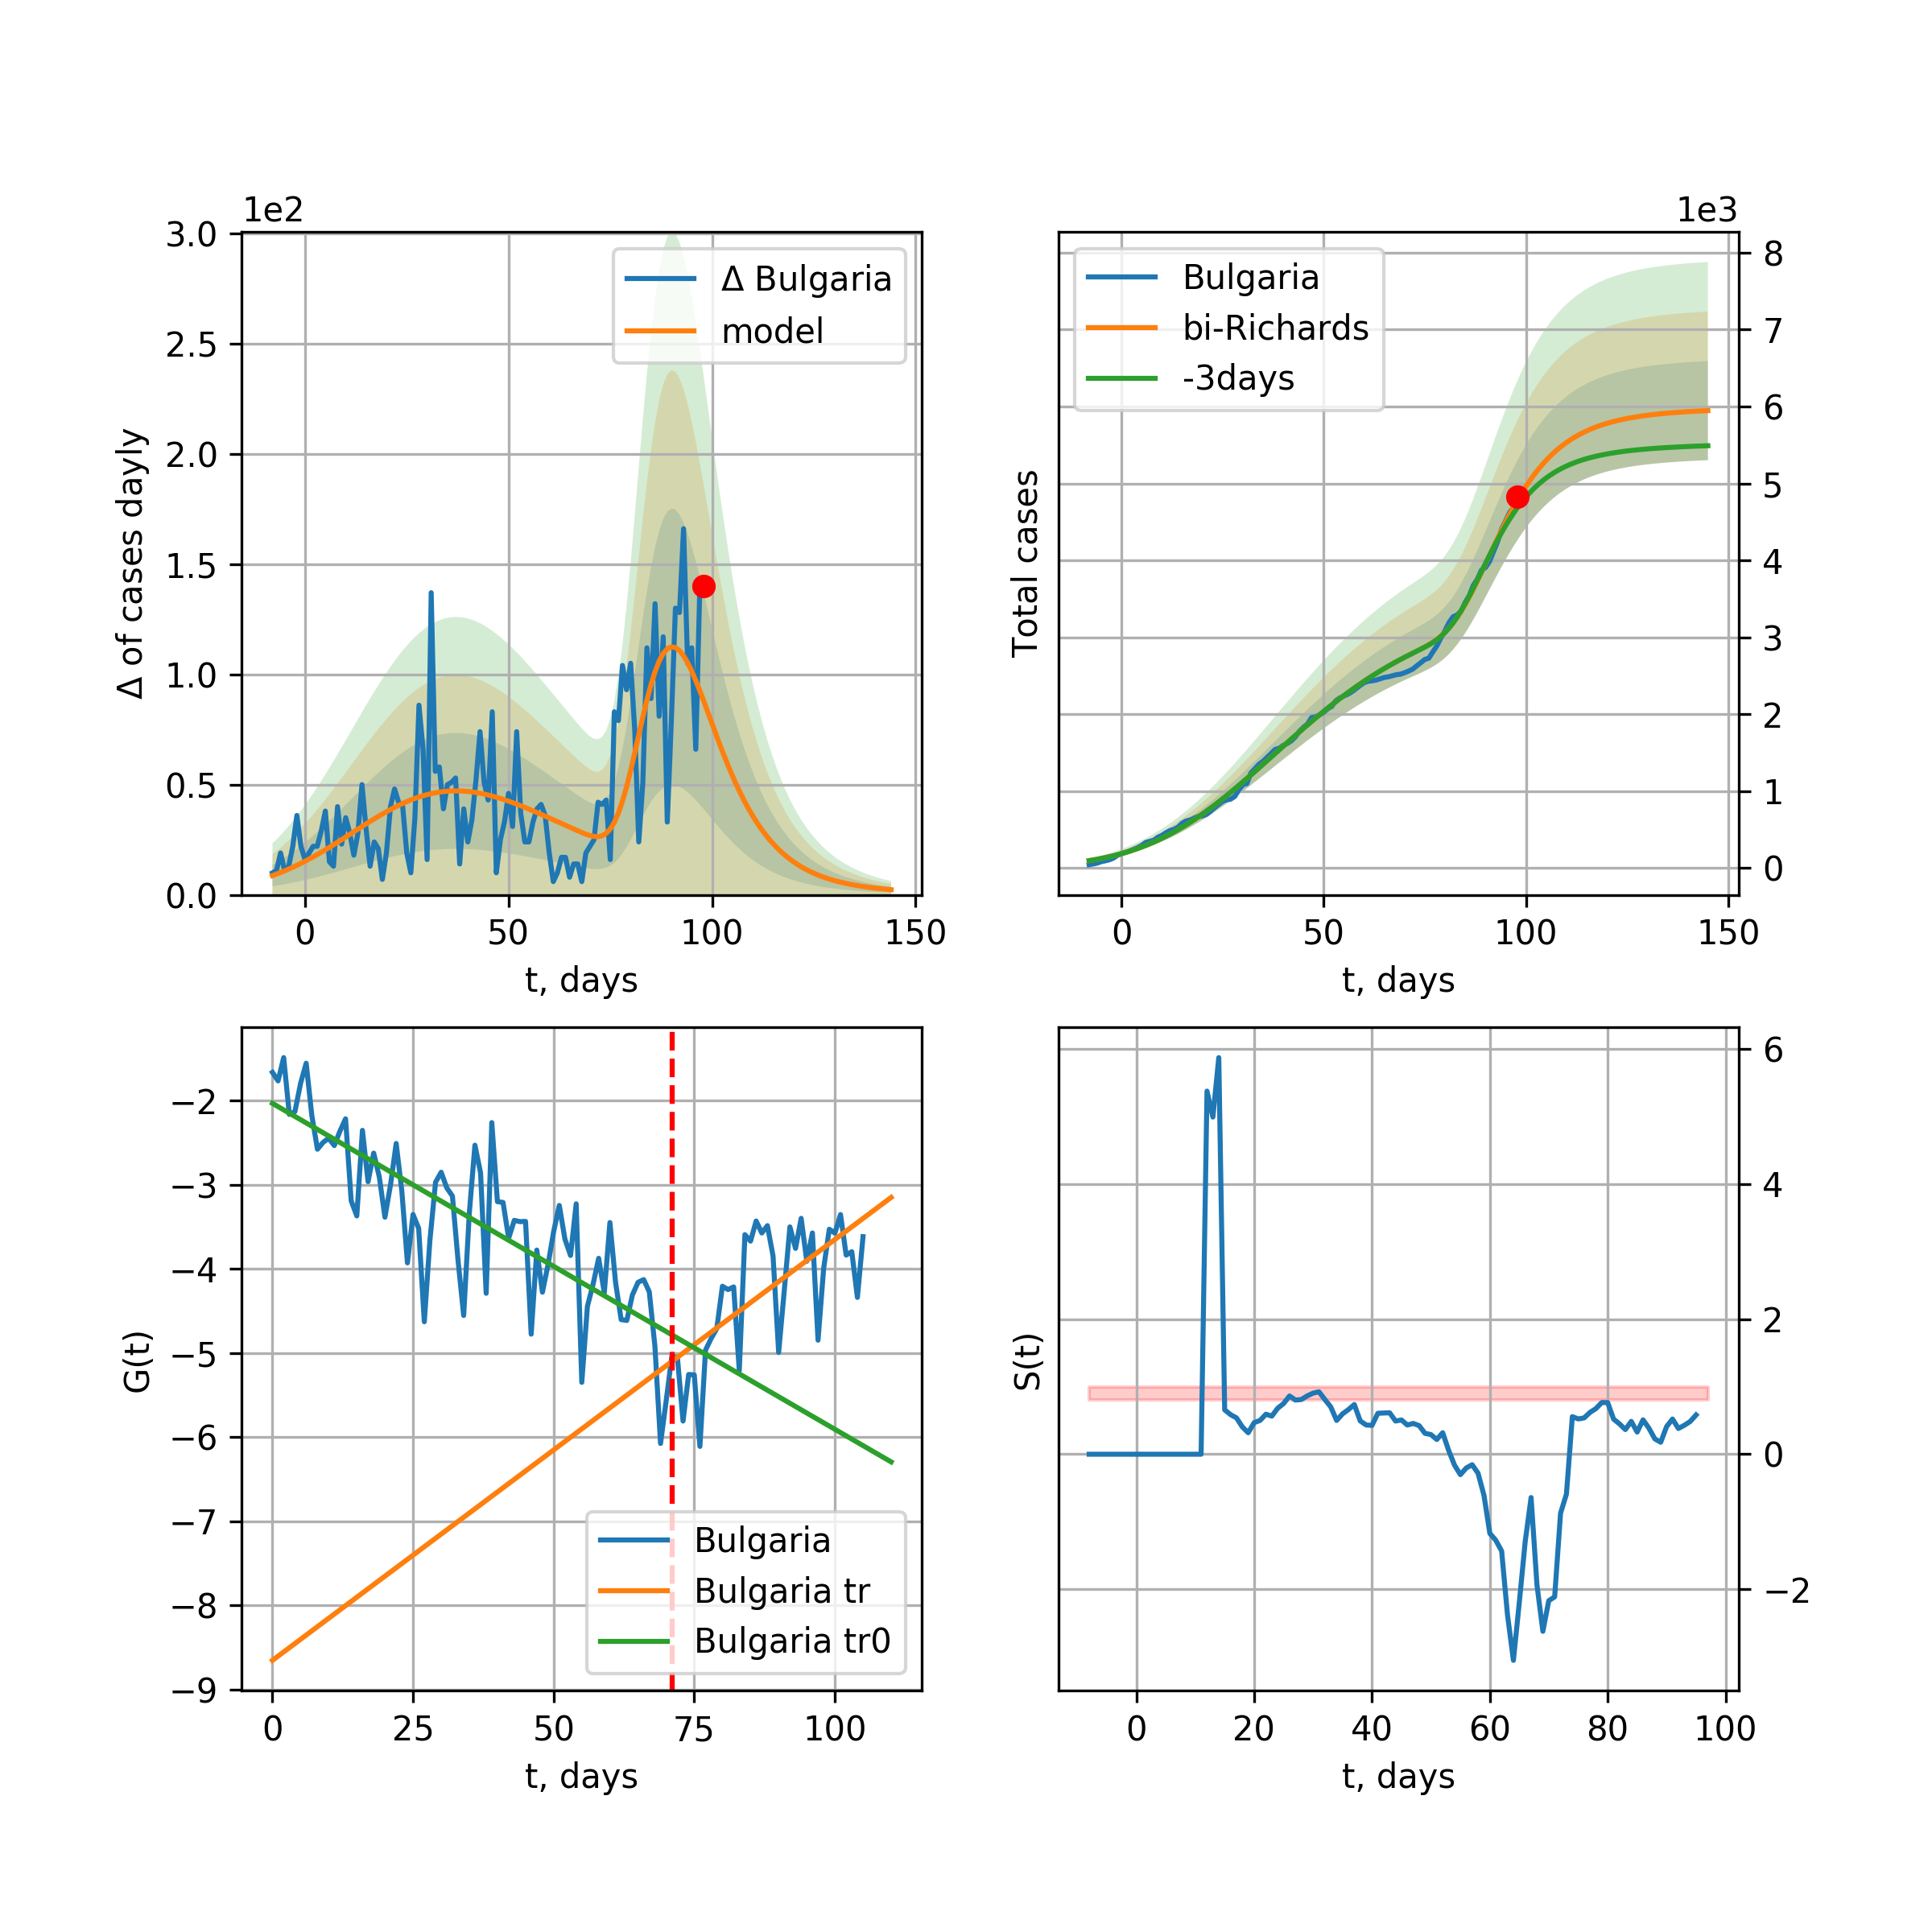 1e2
3.0
2.5
2.0
1.5
1.0
0.5
0.0
Δ of cases dayly
Δ Bulgaria
model
0 50 100 150
t, days
1e3
8
7
6
5
4
3
2
1
0
Total cases
Bulgaria
bi-Richards
-3days
0 50 100 150
t, days
−2
−3
−4
−5
−6
−7
−8
−9
G(t)
Bulgaria
Bulgaria tr
Bulgaria tr0
0 25 50 75 100
t, days
6
4
2
0
−2
S(t)
0 20 40 60 80 100
t, days